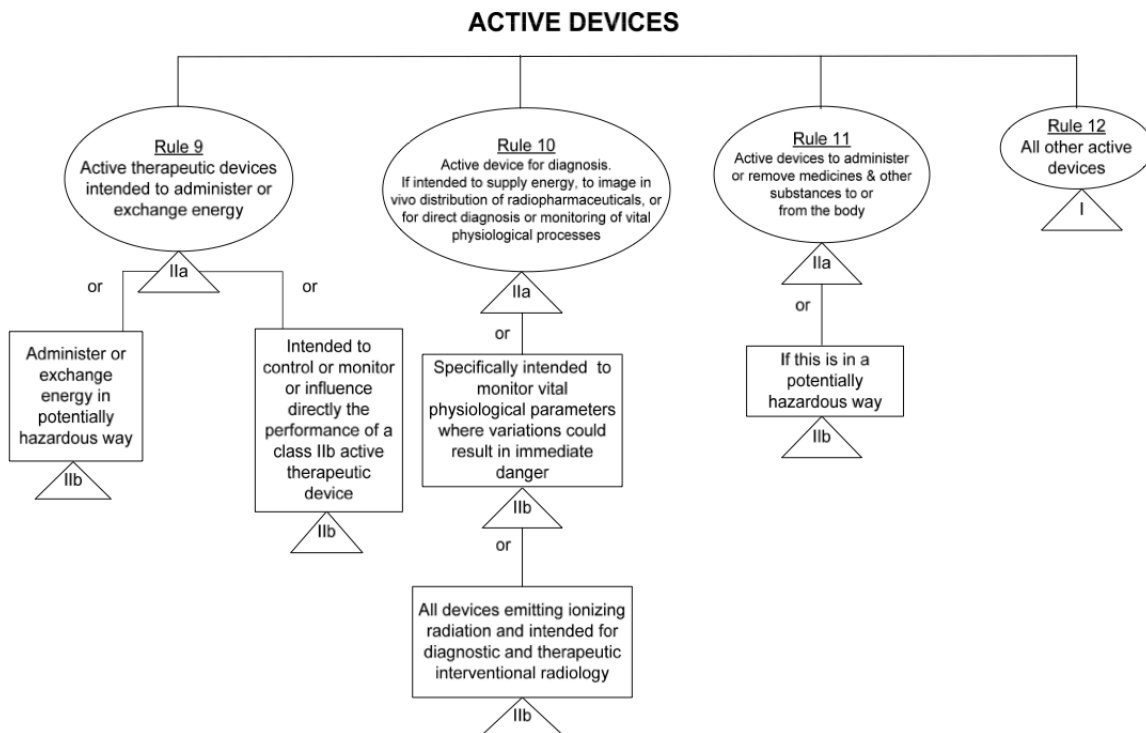 ACTIVE DEVICES
Rule 9
Active therapeutic devices
intended to administer or
exchange energy
IIa
or
or
Administer or
exchange
energy in
potentially
hazardous way
IIb
Intended to
control or monitor
or influence
directly the
performance of a
class IIb active
therapeutic
device
IIb
Rule 10
Active device for diagnosis.
If intended to supply energy, to image in
vivo distribution of radiopharmaceuticals, or
for direct diagnosis or monitoring of vital
physiological processes
IIa
or
Specifically intended to
monitor vital
physiological parameters
where variations could
result in immediate
danger
IIb
or
All devices emitting ionizing
radiation and intended for
diagnostic and therapeutic
interventional radiology
IIb
Rule 11
Active devices to administer
or remove medicines & other
substances to or
from the body
IIa
or
If this is in a
potentially
hazardous way
IIb
Rule 12
All other active
devices
I